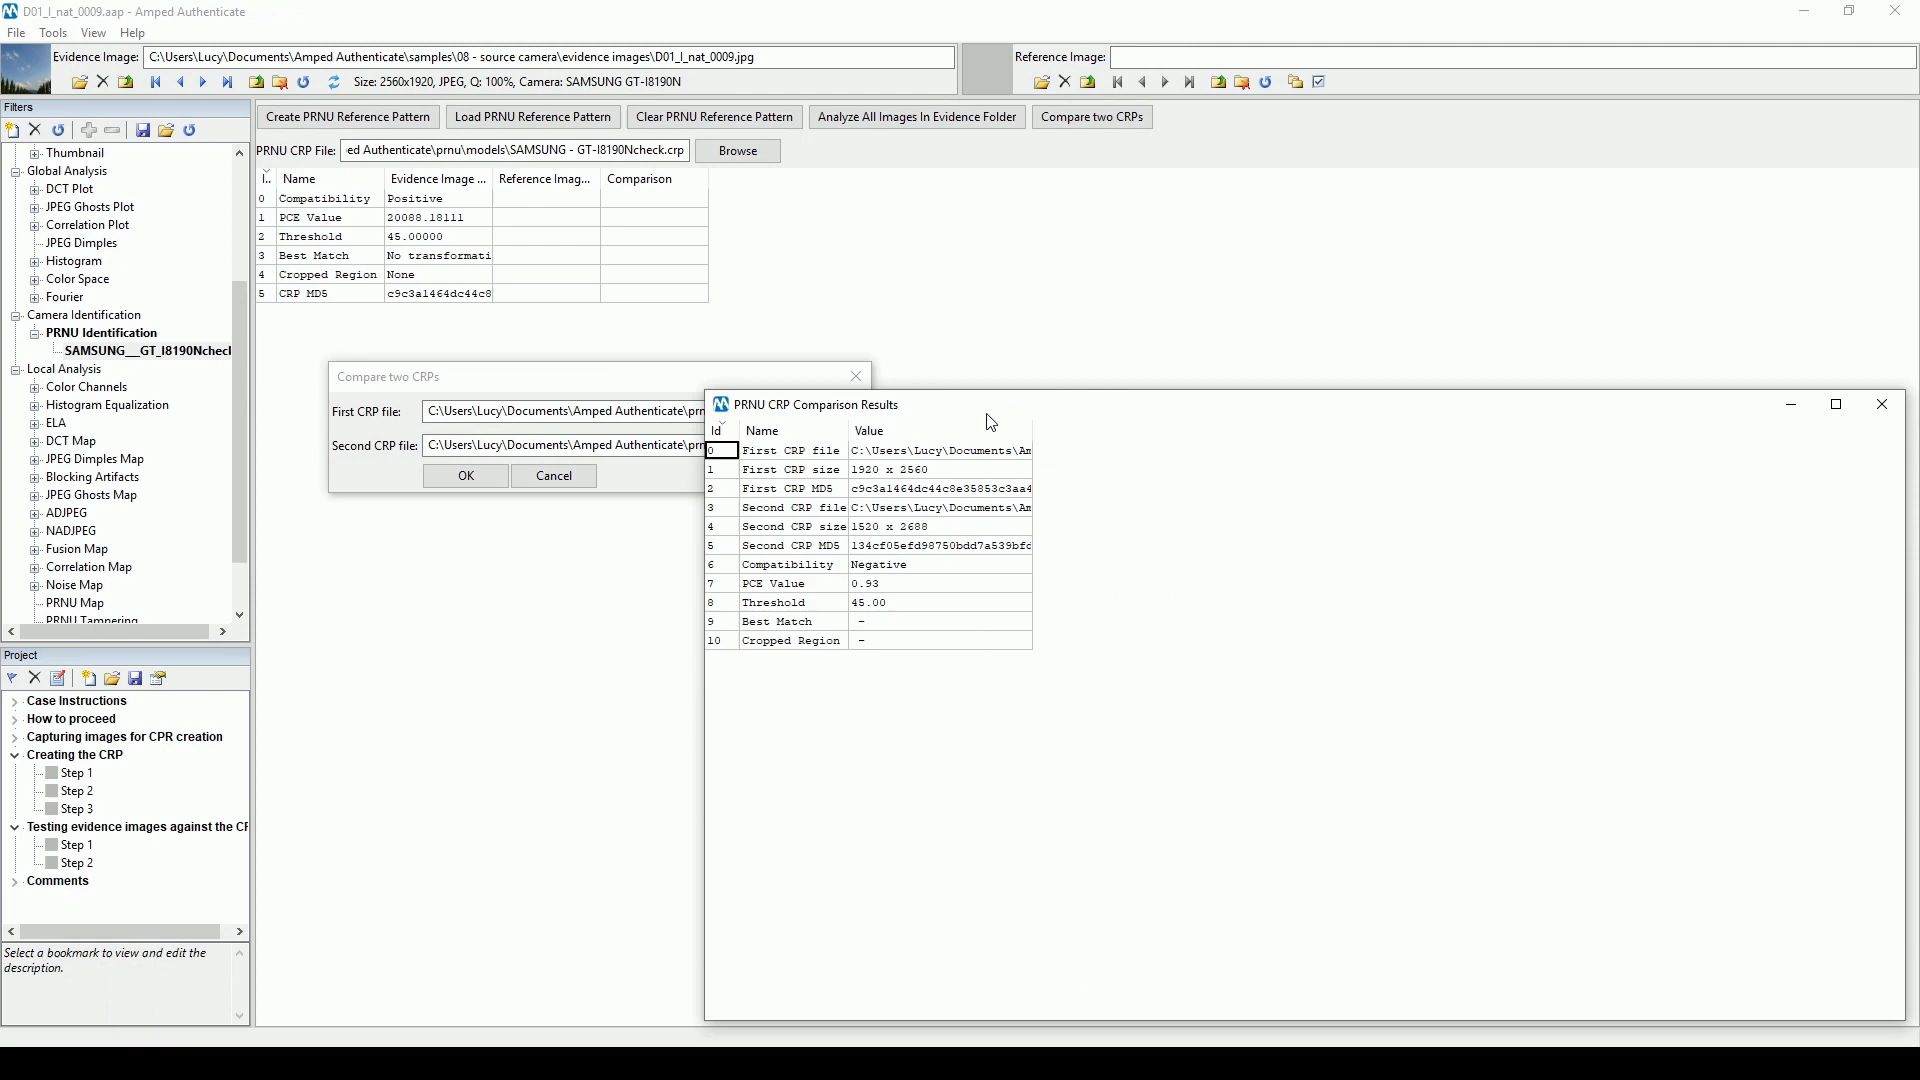 D01_I_nat_0009.aap - Amped Authenticate
File Tools View Help
Evidence Image: C:\Users\Lucy\Documents\Amped Authenticate\samples\08 - source camera\evidence images\D01_I_nat_0009.jpg
Reference Image:
Size: 2560x1920, JPEG, Q: 100%, Camera: SAMSUNG GT-I8190N
Filters
Thumbnail
Global Analysis
DCT Plot
JPEG Ghosts Plot
Correlation Plot
JPEG Dimples
Histogram
Color Space
Fourier
Camera Identification
PRNU Identification
SAMSUNG__GT_I8190Nchecl
Local Analysis
Color Channels
Histogram Equalization
ELA
DCT Map
JPEG Dimples Map
Blocking Artifacts
JPEG Ghosts Map
ADJPEG
NADJPEG
Fusion Map
Correlation Map
Noise Map
PRNU Map
PRNU Tampering
Create PRNU Reference Pattern Load PRNU Reference Pattern Clear PRNU Reference Pattern Analyze All Images In Evidence Folder Compare two CRPs
PRNU CRP File: ed Authenticate\prnu\models\SAMSUNG - GT-I8190Ncheck.crp Browse
I.. Name Evidence Image ... Reference Imag... Comparison
0 Compatibility Positive
1 PCE Value 20088.18111
2 Threshold 45.00000
3 Best Match No transformati
4 Cropped Region None
5 CRP MD5 c9c3a1464dc44c8
Compare two CRPs
First CRP file: C:\Users\Lucy\Documents\Amped Authenticate\prn
Second CRP file: C:\Users\Lucy\Documents\Amped Authenticate\prn
OK Cancel
PRNU CRP Comparison Results
Id Name Value
0 First CRP file C:\Users\Lucy\Documents\Am
1 First CRP size 1920 x 2560
2 First CRP MD5 c9c3a1464dc44c8e35853c3aa4
3 Second CRP file C:\Users\Lucy\Documents\Am
4 Second CRP size 1520 x 2688
5 Second CRP MD5 134cf05efd98750bdd7a539bfd
6 Compatibility Negative
7 PCE Value 0.93
8 Threshold 45.00
9 Best Match -
10 Cropped Region -
Project
Case Instructions
How to proceed
Capturing images for CPR creation
Creating the CRP
Step 1
Step 2
Step 3
Testing evidence images against the CF
Step 1
Step 2
Comments
Select a bookmark to view and edit the
description.